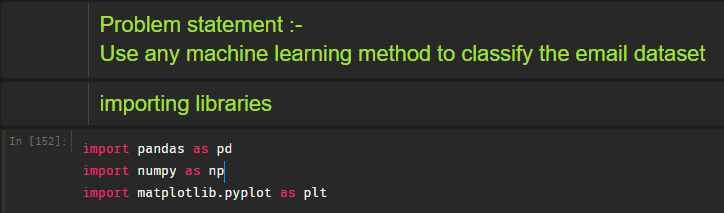 Problem statement :-
Use any machine learning method to classify the email dataset
importing libraries
In [152]:
import pandas as pd
import numpy as np
import matplotlib.pyplot as plt